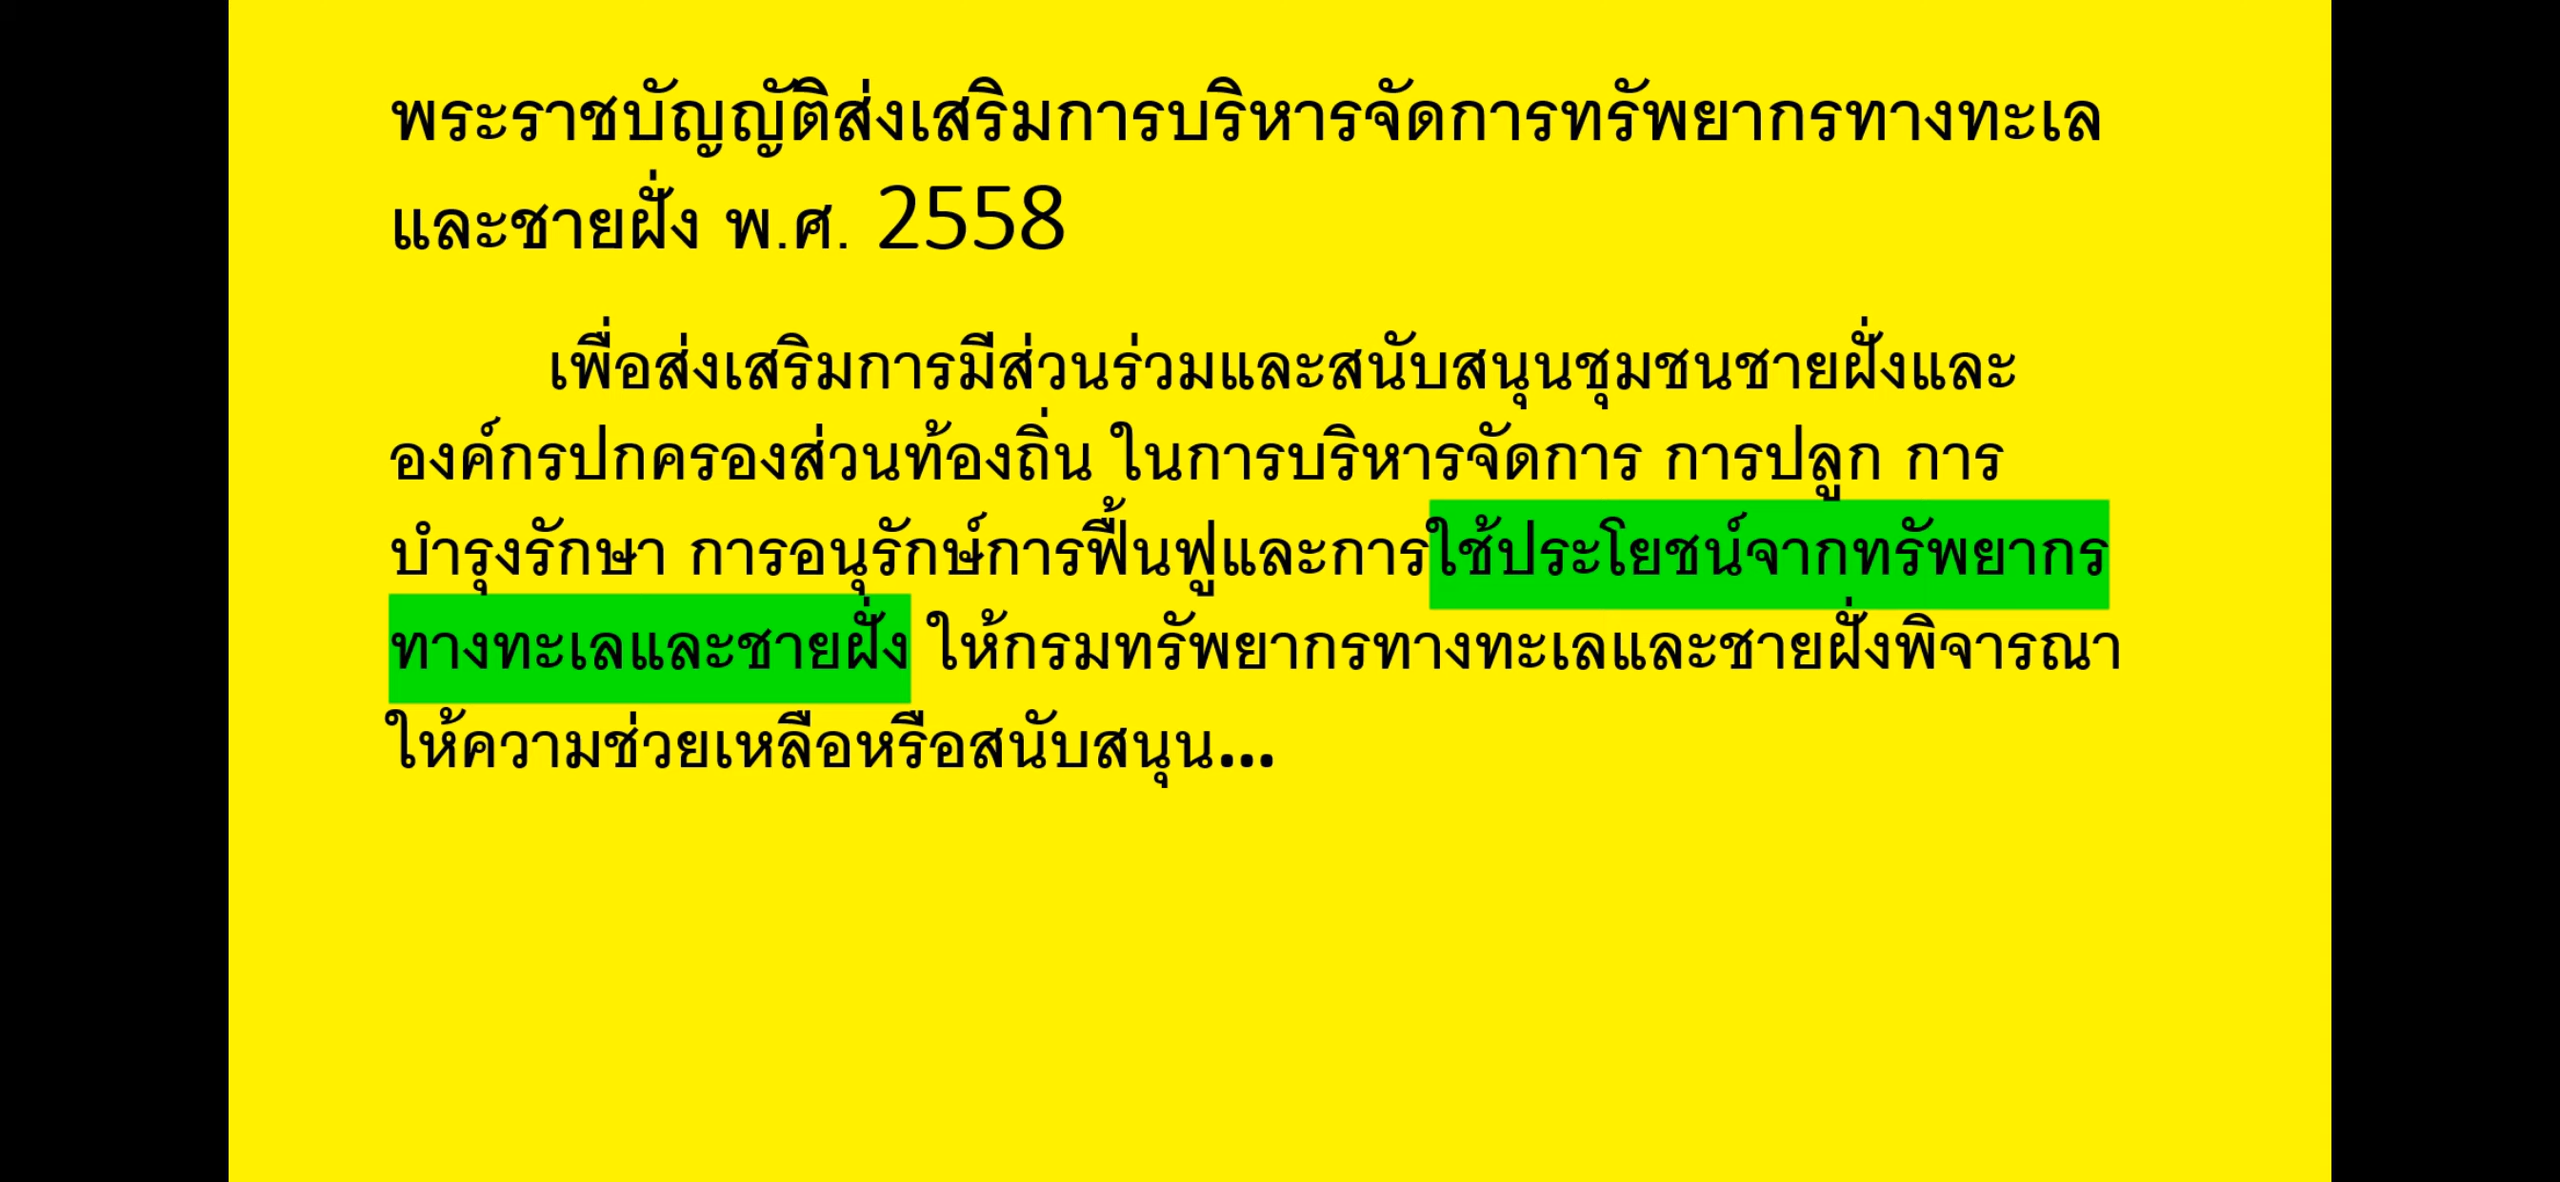 พระราชบัญญัติส่งเสริมการบริหารจัดการทรัพยากรทางทะเล
และชายฝั่ง พ.ศ. 2558
เพื่อส่งเสริมการมีส่วนร่วมและสนับสนุนชุมชนชายฝั่งและ
องค์กรปกครองส่วนท้องถิ่น ในการบริหารจัดการ การปลูก การ
บำรุงรักษา การอนุรักษ์การฟื้นฟูและการใช้ประโยชน์จากทรัพยากร
ทางทะเลและชายฝั่ง ให้กรมทรัพยากรทางทะเลและชายฝั่งพิจารณา
ให้ความช่วยเหลือหรือสนับสนุน...